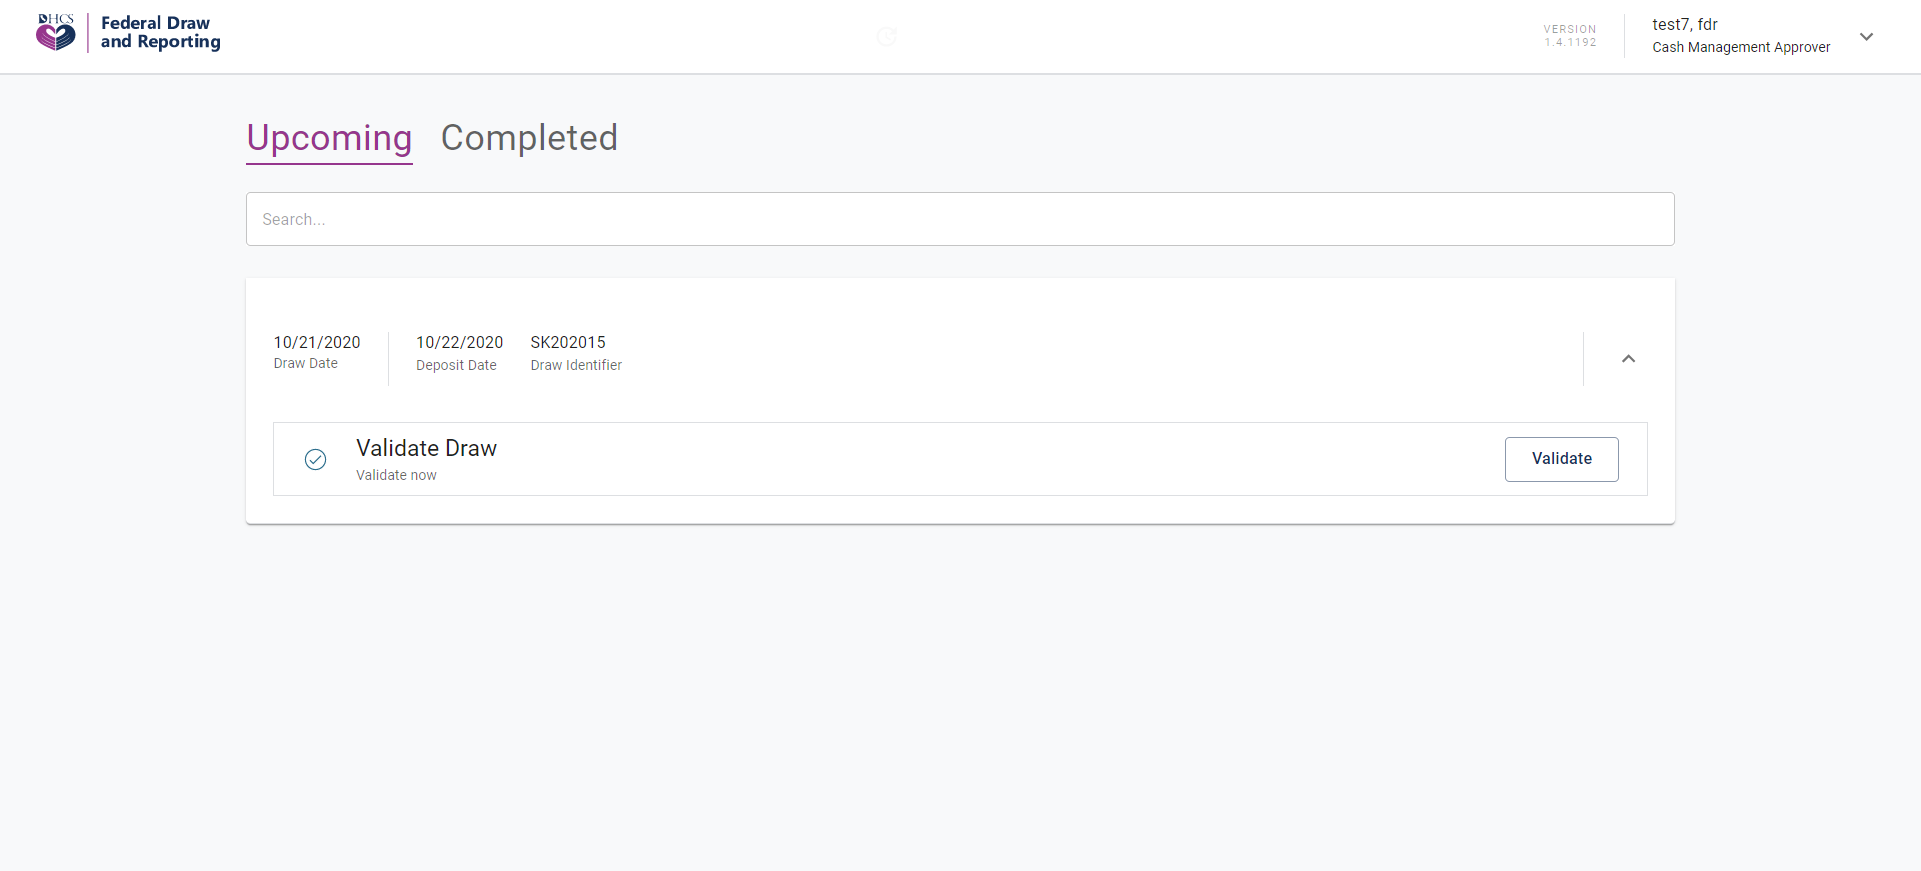 DHCS
Federal Draw
and Reporting
VERSION
1.4.1192
test7, fdr
Cash Management Approver
Upcoming Completed
Search...
10/21/2020 10/22/2020 SK202015
Draw Date Deposit Date Draw Identifier
Validate Draw
Validate now
Validate